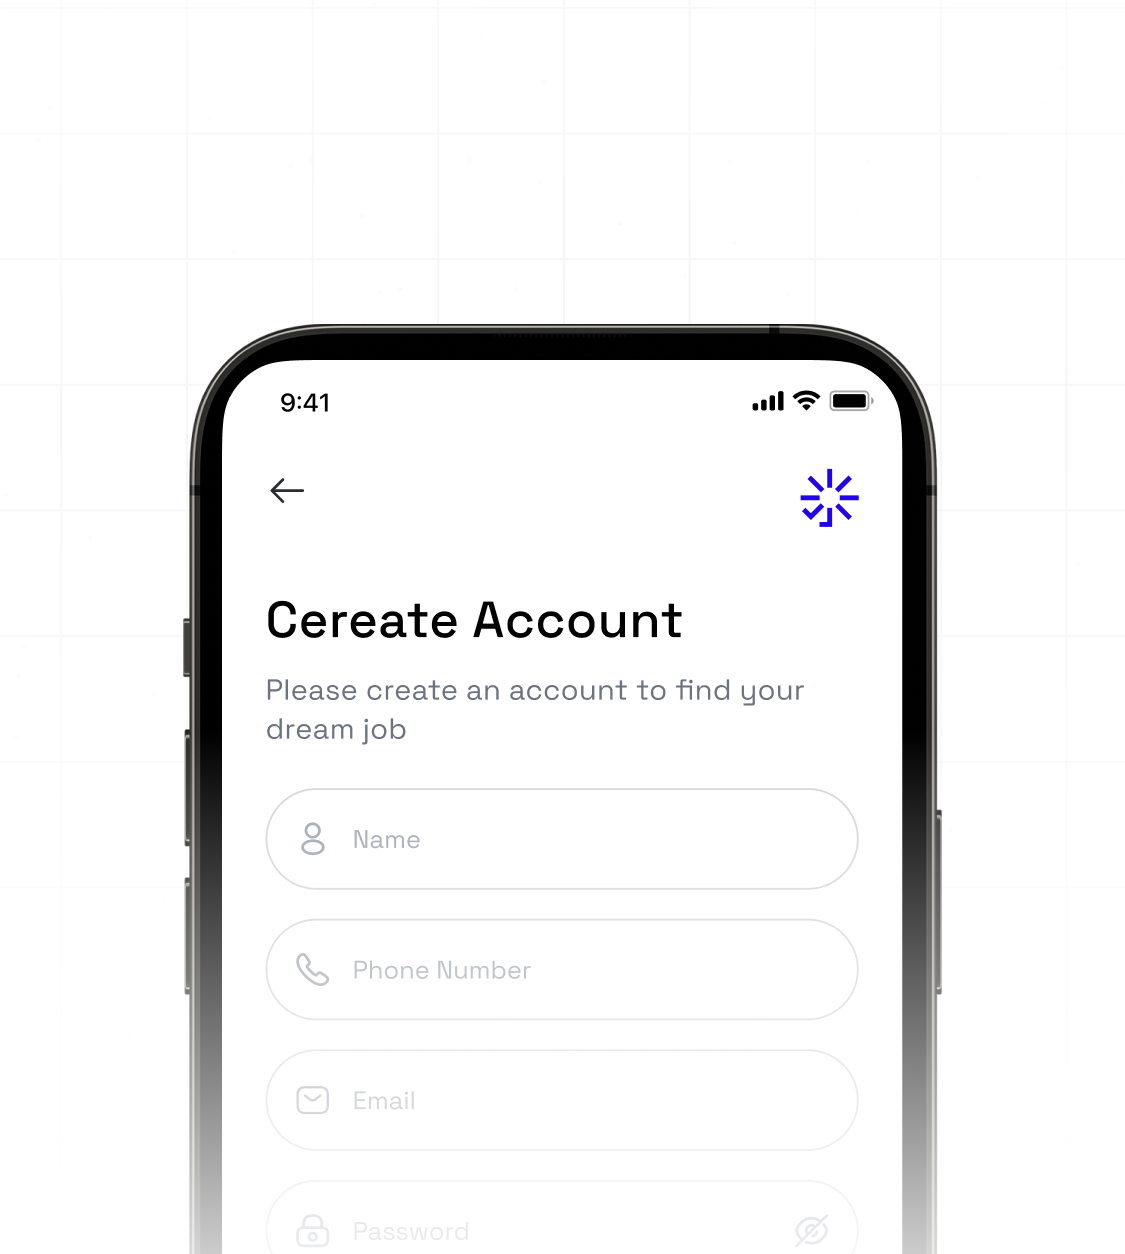 9:41
Cereate Account
Please create an account to find your
dream job
Name
Phone Number
Email
Password